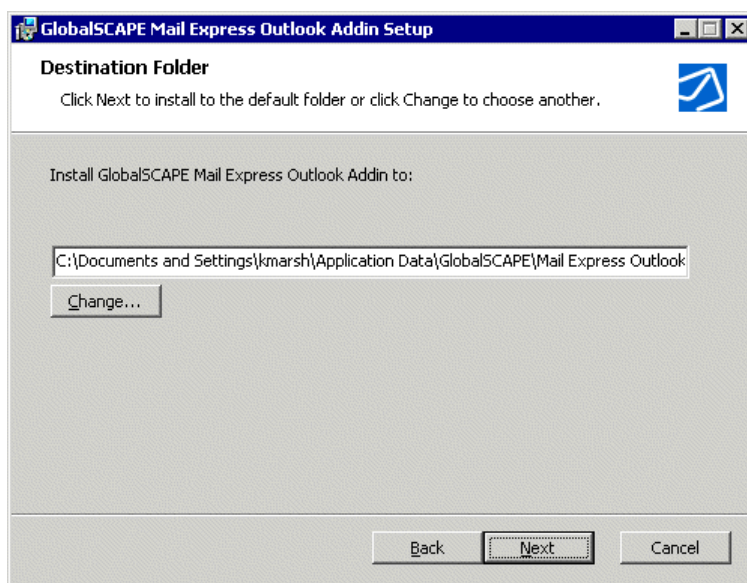 GlobalSCAPE Mail Express Outlook Addin Setup
Destination Folder
Click Next to install to the default folder or click Change to choose another.
Install GlobalSCAPE Mail Express Outlook Addin to:
C:\Documents and Settings\kmarsh\Application Data\GlobalSCAPE\Mail Express Outlook
Change...
Back Next Cancel